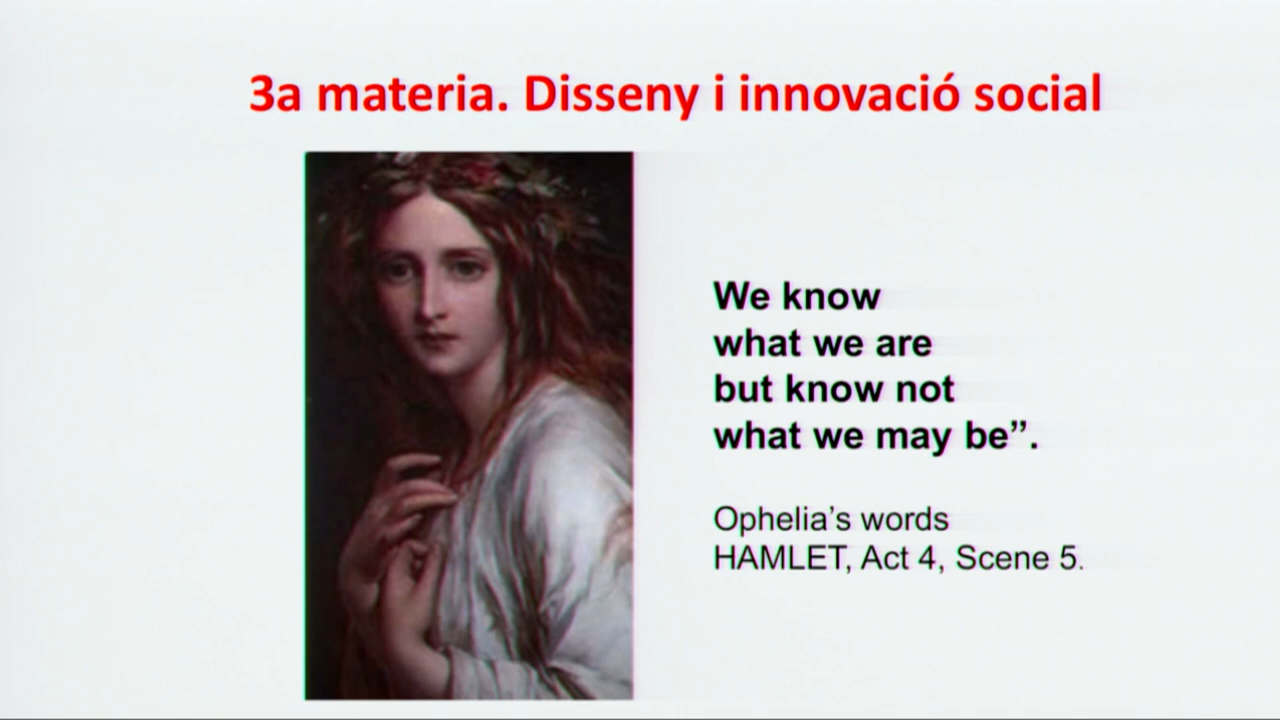 3a materia. Disseny i innovació social
We know
what we are
but know not
what we may be”.
Ophelia’s words
HAMLET, Act 4, Scene 5.